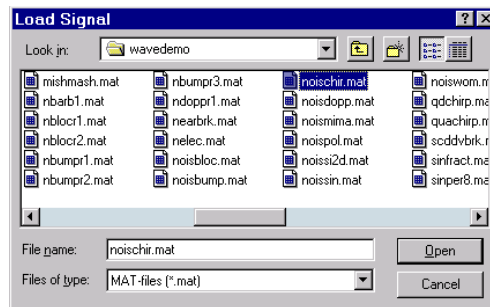 Load Signal
Look in: wavedemo
mishmash.mat nbumpr3.mat noischir.mat noiswom.m
nbarb1.mat ndoppr1.mat noisdopp.mat qdchirp.ma
nblocr1.mat nearbrk.mat noismima.mat quachirp.m
nblocr2.mat nelec.mat noispol.mat scddvbrk.r
nbumpr1.mat noisbloc.mat noissi2d.mat sinfract.ma
nbumpr2.mat noisbump.mat noissin.mat sinper8.ma
File name: noischir.mat Open
Files of type: MAT-files (*.mat) Cancel